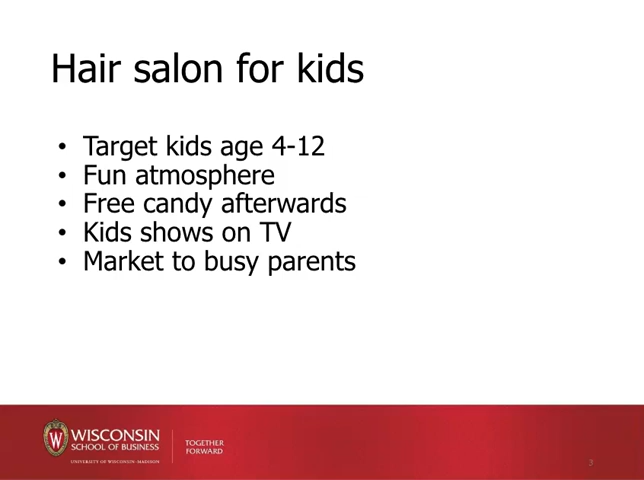 Hair salon for kids
• Target kids age 4-12
• Fun atmosphere
• Free candy afterwards
• Kids shows on TV
• Market to busy parents
W
WISCONSIN
SCHOOL OF BUSINESS
UNIVERSITY OF WISCONSIN-MADISON
TOGETHER
FORWARD
3